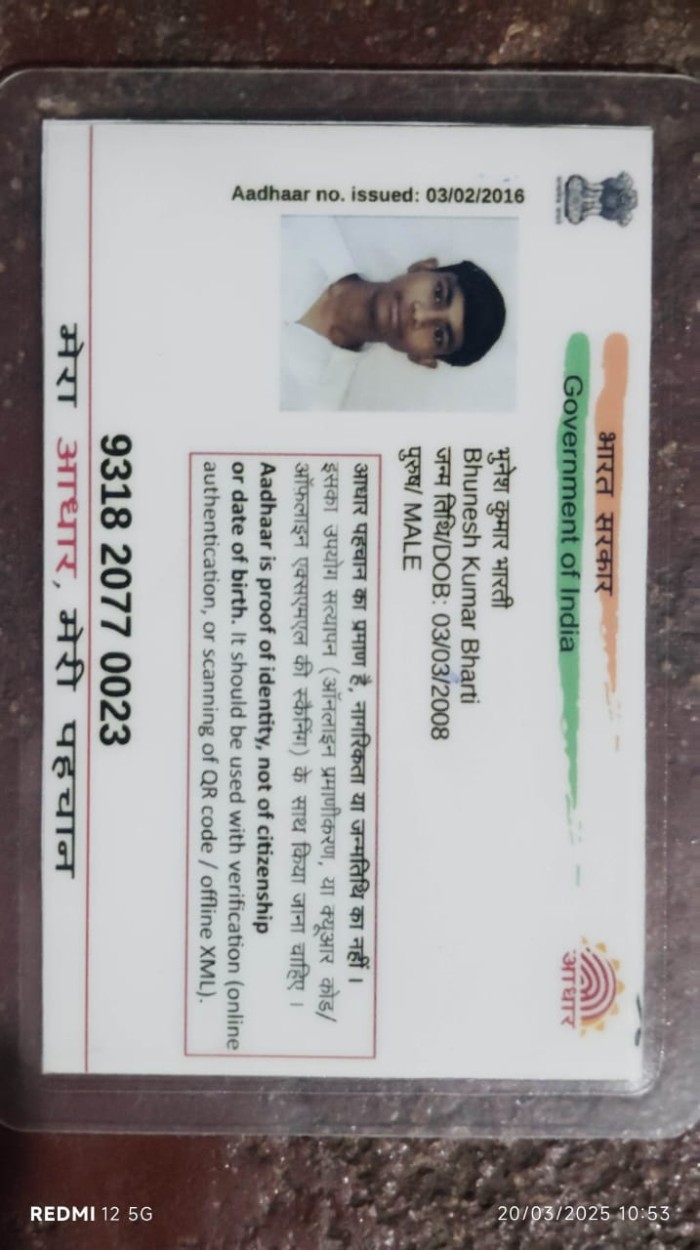 भारत सरकार
Government of India
आधार
Aadhaar no. issued: 03/02/2016
भुनेश कुमार भारती
Bhunesh Kumar Bharti
जन्म तिथि/DOB: 03/03/2008
पुरुष/ MALE
आधार पहचान का प्रमाण है, नागरिकता या जन्मतिथि का नहीं ।
इसका उपयोग सत्यापन (ऑनलाइन प्रमाणीकरण, या क्यूआर कोड/
ऑफलाइन एक्सएमएल की स्कैनिंग) के साथ किया जाना चाहिए ।
Aadhaar is proof of identity, not of citizenship
or date of birth. It should be used with verification (online
authentication, or scanning of QR code / offline XML).
9318 2077 0023
मेरा आधार, मेरी पहचान
REDMI 12 5G
20/03/2025 10:53